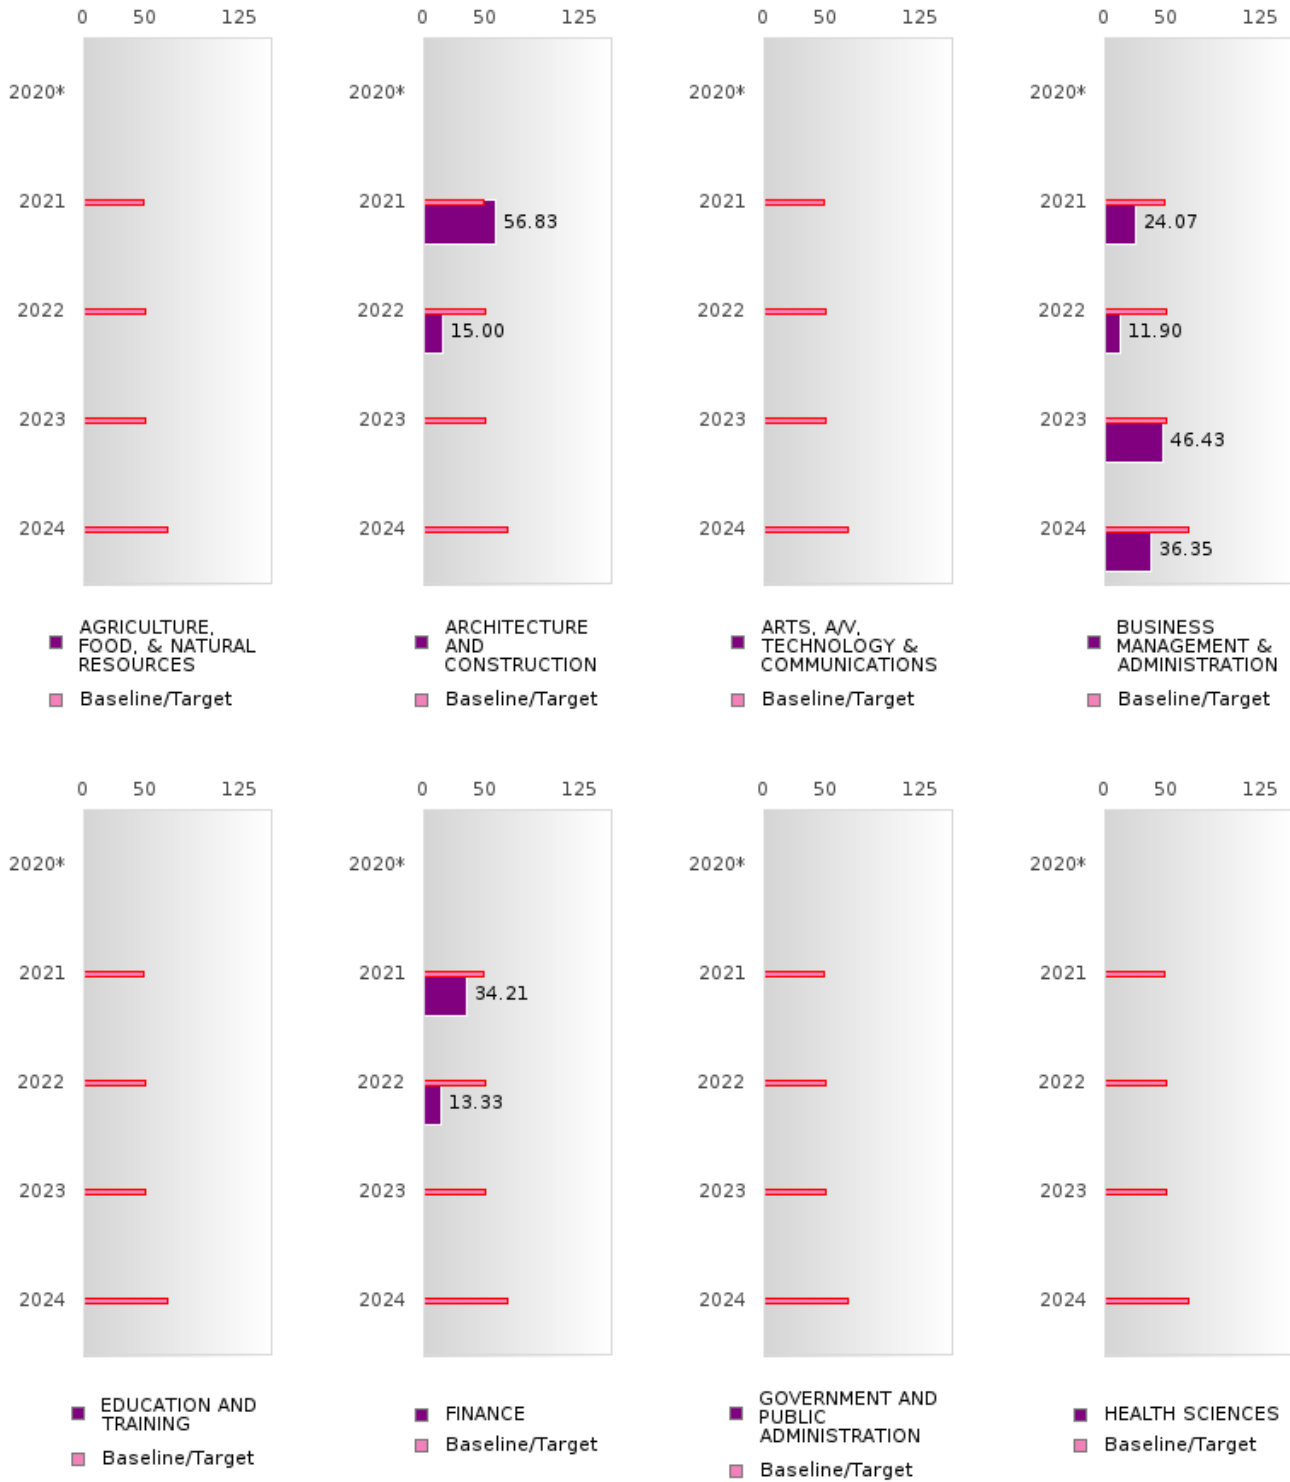 0 50 125
2020*
2021
2022
2023
2024
AGRICULTURE,
FOOD, & NATURAL
RESOURCES
Baseline/Target
0 50 125
2020*
2021
56.83
2022
15.00
2023
2024
ARCHITECTURE
AND
CONSTRUCTION
Baseline/Target
0 50 125
2020*
2021
2022
2023
2024
ARTS, A/V,
TECHNOLOGY &
COMMUNICATIONS
Baseline/Target
0 50 125
2020*
2021
24.07
2022
11.90
2023
46.43
2024
36.35
BUSINESS
MANAGEMENT &
ADMINISTRATION
Baseline/Target
0 50 125
2020*
2021
2022
2023
2024
EDUCATION AND
TRAINING
Baseline/Target
0 50 125
2020*
2021
34.21
2022
13.33
2023
2024
FINANCE
Baseline/Target
0 50 125
2020*
2021
2022
2023
2024
GOVERNMENT AND
PUBLIC
ADMINISTRATION
Baseline/Target
0 50 125
2020*
2021
2022
2023
2024
HEALTH SCIENCES
Baseline/Target